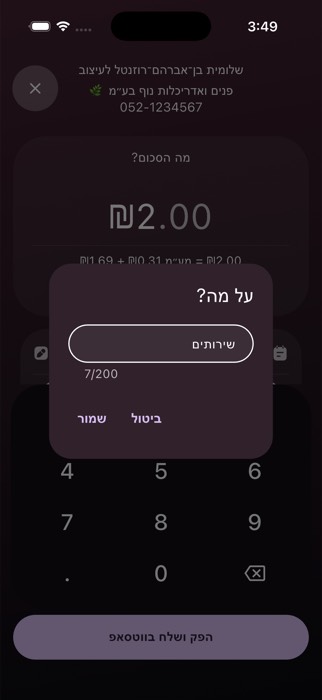 3:49
שלומית בן־אברהם־רוזנטל לעיצוב
פנים ואדריכלות נוף בע״מ 🌿
052-1234567
מה הסכום?
₪2.00
₪1.69 + ₪0.31 מע״מ = ₪2.00
על מה?
שירותים
7/200
ביטול שמור
4 5 6
7 8 9
. 0
הפק ושלח בווטסאפ